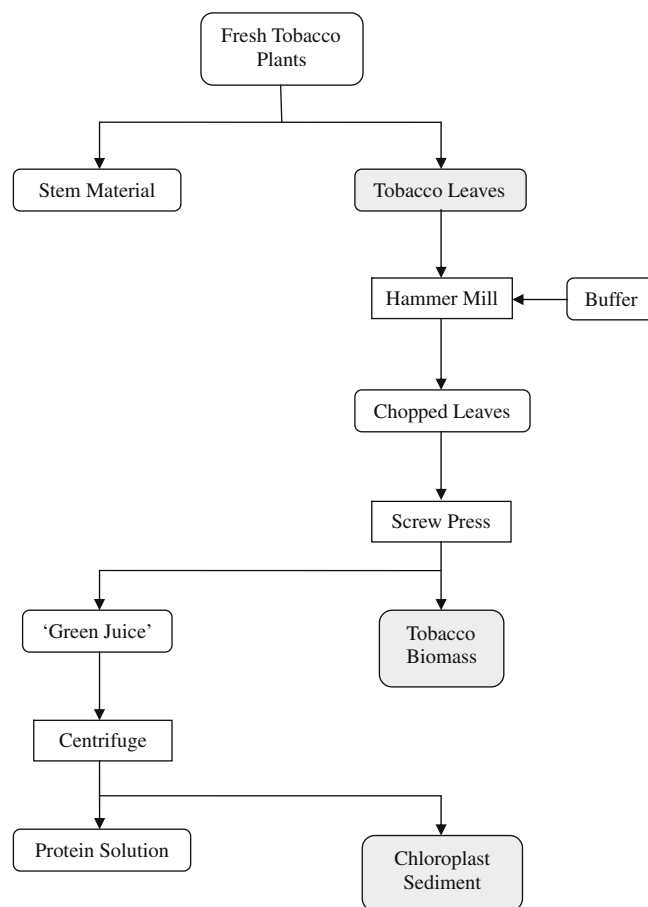 Fresh Tobacco
Plants
Stem Material
Tobacco Leaves
Hammer Mill
Buffer
Chopped Leaves
Screw Press
‘Green Juice’
Tobacco
Biomass
Centrifuge
Protein Solution
Chloroplast
Sediment